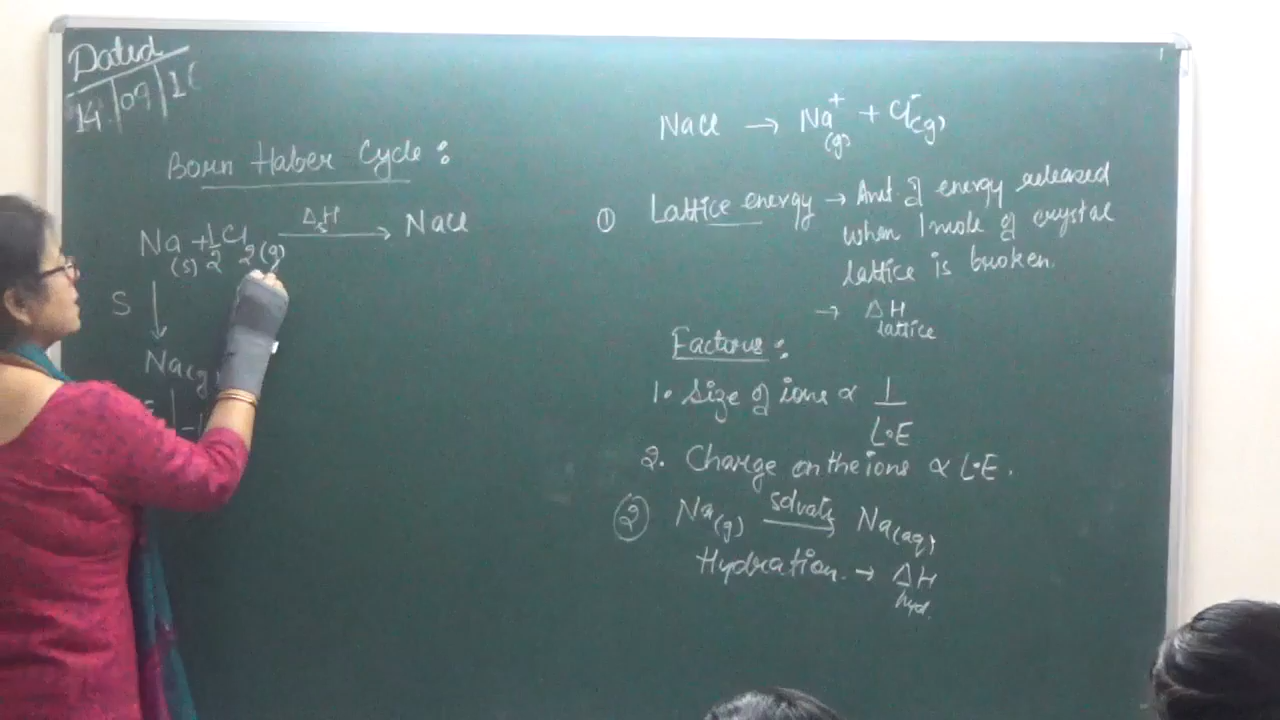 Dated
14/09/1
Born Haber Cycle :
Na(s) + 1/2 Cl2(g) ΔfH → NaCl
S ↓
Na(g
NaCl → Na+(g) + Cl-(g)
① Lattice energy → Amt. of energy released
when 1 mole of crystal
lattice is broken.
→ ΔH lattice
Factors :
1. Size of ions ∝ 1/L.E
2. Charge on the ions ∝ L.E.
② Na(g) → Na(aq)
Hydration. → ΔH hyd.